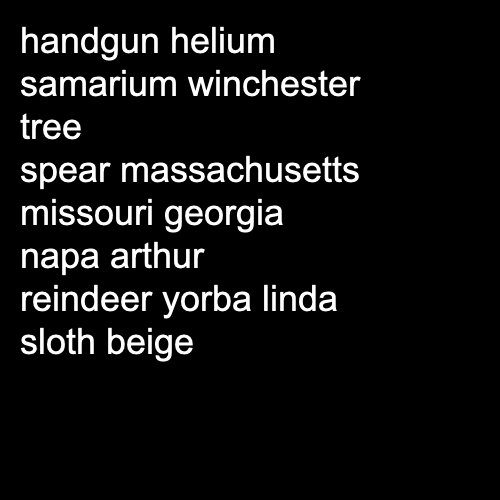 handgun helium
samarium winchester
tree
spear massachusetts
missouri georgia
napa arthur
reindeer yorba linda
sloth beige